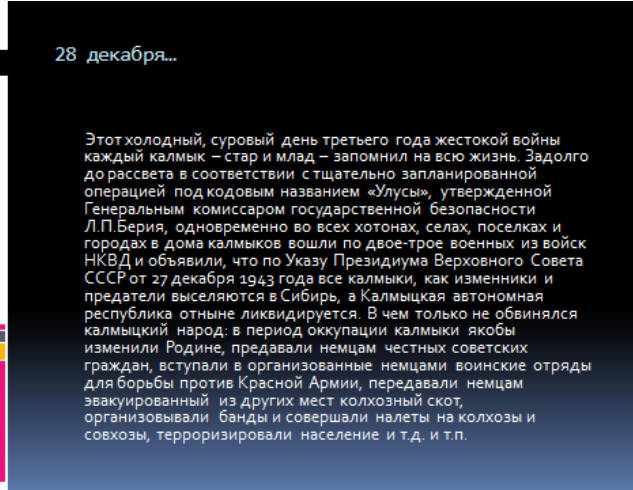 28 декабря...
Этот холодный, суровый день третьего года жестокой войны
каждый калмык – стар и млад – запомнил на всю жизнь. Задолго
до рассвета в соответствии с тщательно запланированной
операцией под кодовым названием «Улусы», утвержденной
Генеральным комиссаром государственной безопасности
Л.П.Берия, одновременно во всех хотонах, селах, поселках и
городах в дома калмыков вошли по двое-трое военных из войск
НКВД и объявили, что по Указу Президиума Верховного Совета
СССР от 27 декабря 1943 года все калмыки, как изменники и
предатели выселяются в Сибирь, а Калмыцкая автономная
республика отныне ликвидируется. В чем только не обвинялся
калмыцкий народ: в период оккупации калмыки якобы
изменили Родине, предавали немцам честных советских
граждан, вступали в организованные немцами воинские отряды
для борьбы против Красной Армии, передавали немцам
эвакуированный из других мест колхозный скот,
организовывали банды и совершали налеты на колхозы и
совхозы, терроризировали население и т.д. и т.п.